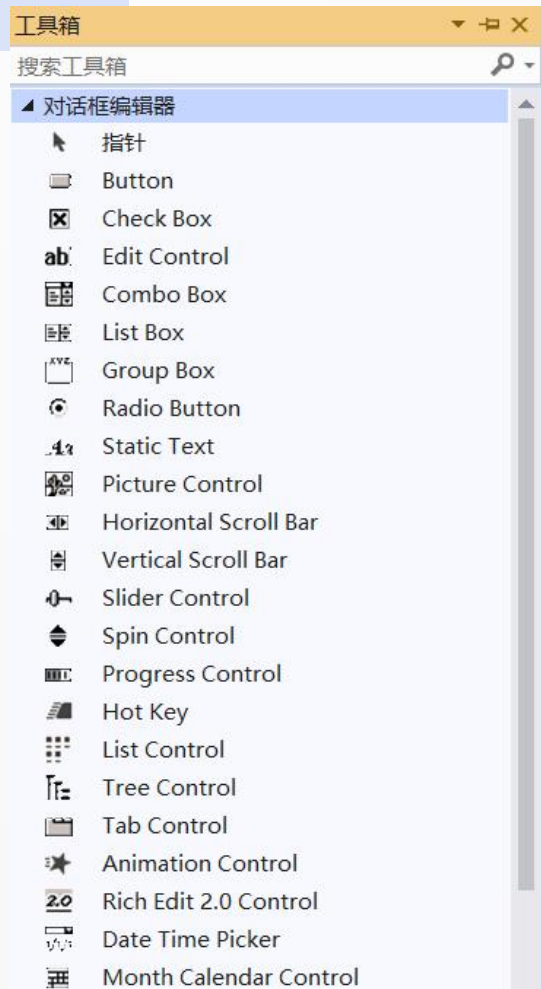 工具箱
搜索工具箱
对话框编辑器
指针
Button
Check Box
ab Edit Control
Combo Box
List Box
XYZ Group Box
Radio Button
Aa Static Text
Picture Control
Horizontal Scroll Bar
Vertical Scroll Bar
Slider Control
Spin Control
Progress Control
Hot Key
List Control
Tree Control
Tab Control
Animation Control
2.0 Rich Edit 2.0 Control
Date Time Picker
Month Calendar Control